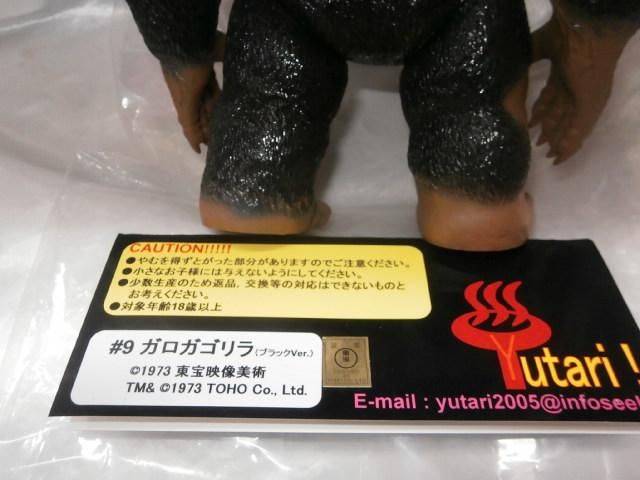 CAUTION!!!!!
●やむを得ずとがった部分がありますのでご注意ください。
●小さなお子様には与えないようにしてください。
●少数生産のため返品,交換等の対応はできないものと
お考えください。
●対象年齢18歳以上
#9 ガロガゴリラ(ブラックVer.)
©1973 東宝映像美術
TM& ©1973 TOHO Co., Ltd.
Yutari !
E-mail : yutari2005@infoseek